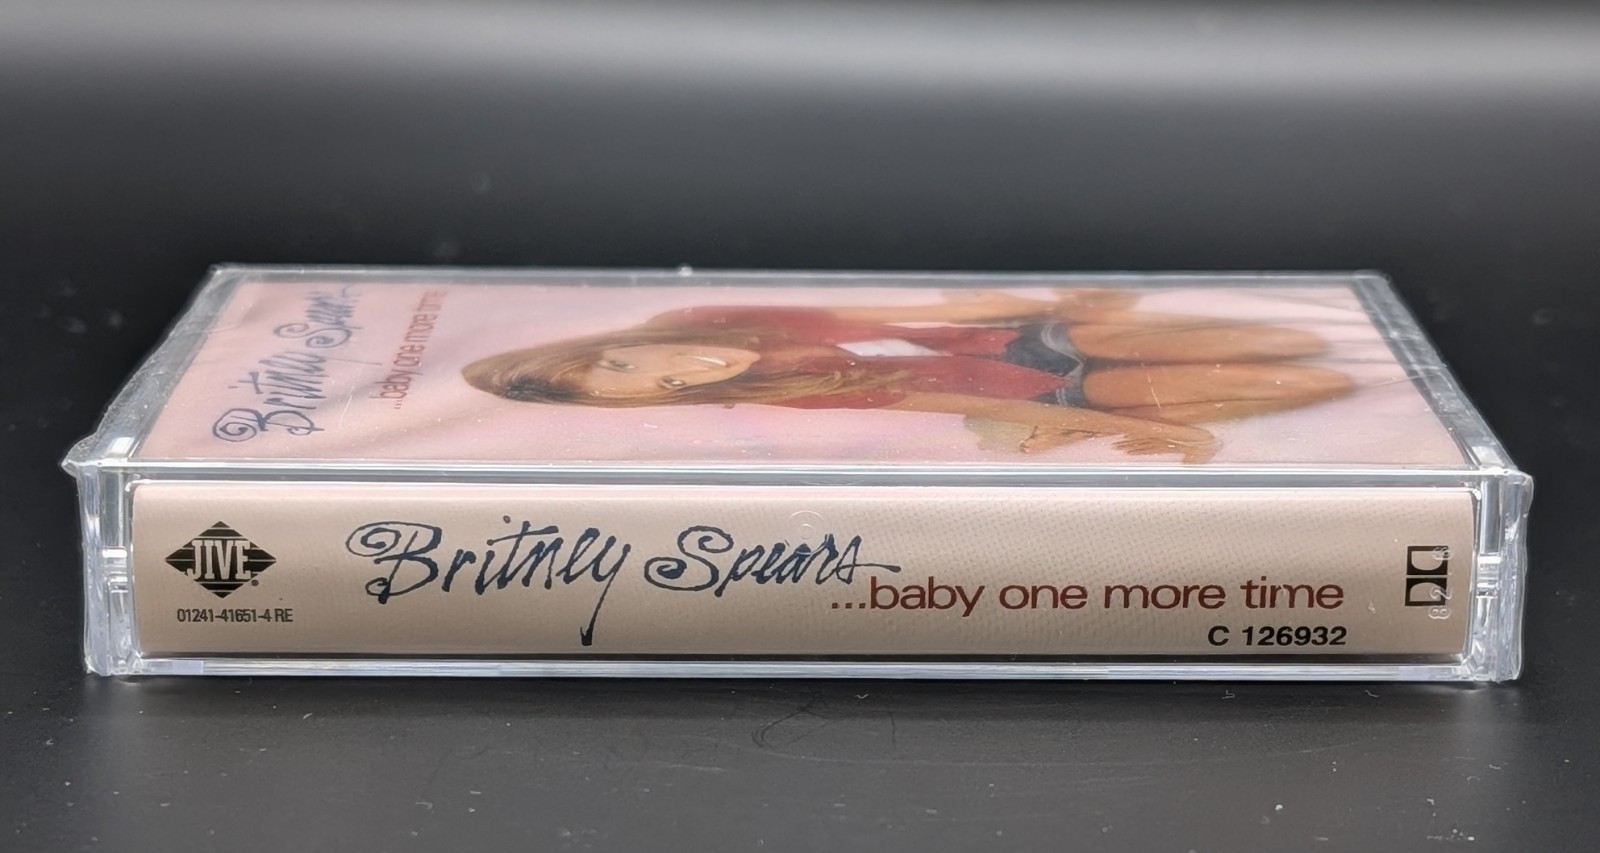 Britney Spears
...baby one more time
JIVE
01241-41651-4 RE
Britney Spears
...baby one more time
C 126932